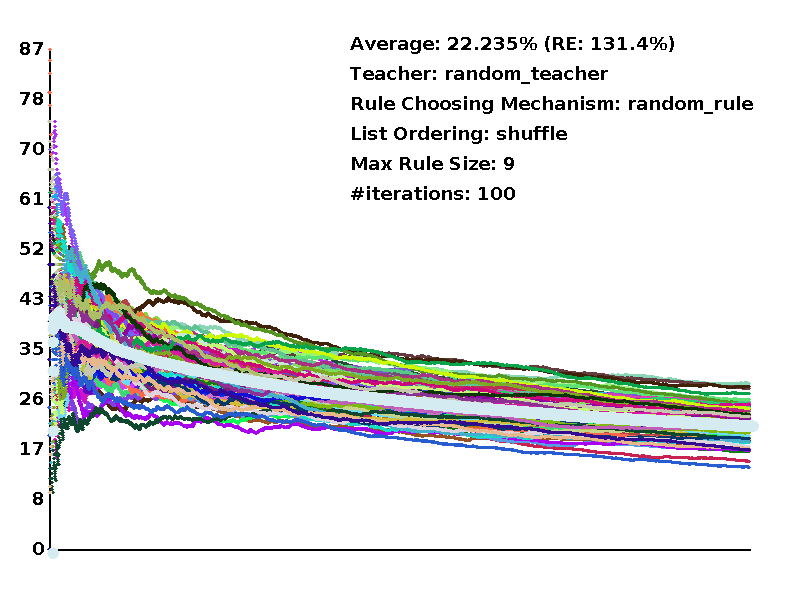 Average: 22.235% (RE: 131.4%)
Teacher: random_teacher
Rule Choosing Mechanism: random_rule
List Ordering: shuffle
Max Rule Size: 9
#iterations: 100
87
78
70
61
52
43
35
26
17
8
0